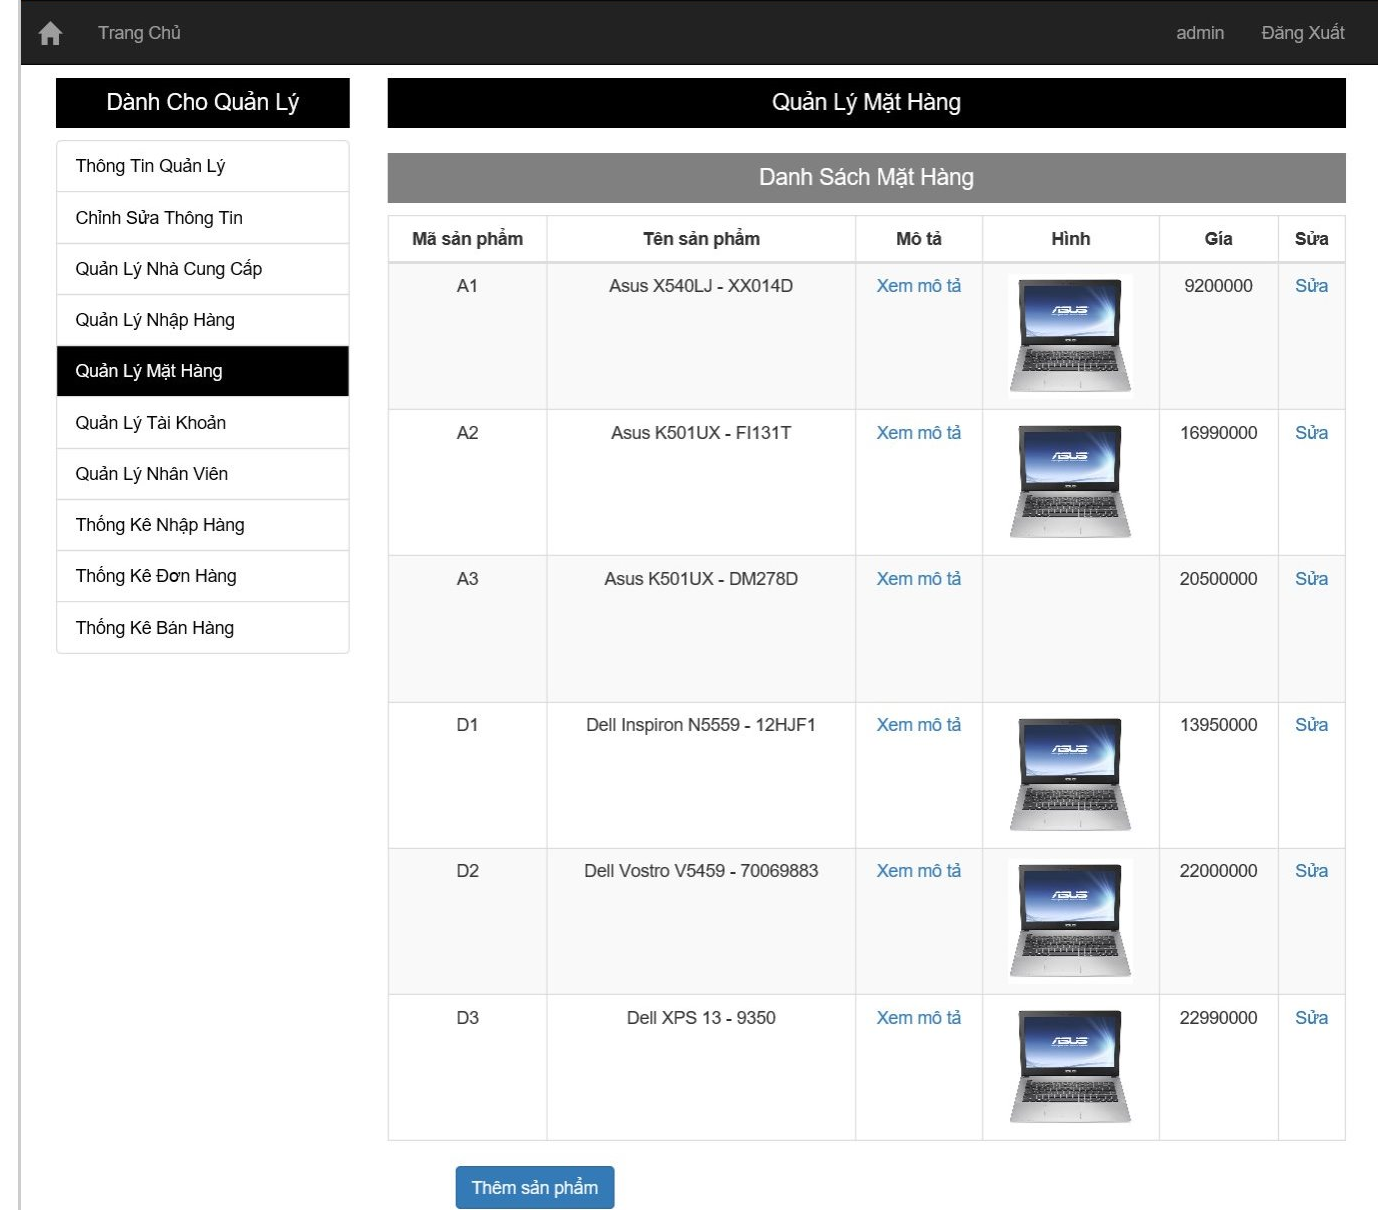 Trang Chủ admin Đăng Xuất
Dành Cho Quản Lý
Thông Tin Quản Lý
Chỉnh Sửa Thông Tin
Quản Lý Nhà Cung Cấp
Quản Lý Nhập Hàng
Quản Lý Mặt Hàng
Quản Lý Tài Khoản
Quản Lý Nhân Viên
Thống Kê Nhập Hàng
Thống Kê Đơn Hàng
Thống Kê Bán Hàng
Quản Lý Mặt Hàng
Danh Sách Mặt Hàng
Mã sản phẩm Tên sản phẩm Mô tả Hình Gía Sửa
A1 Asus X540LJ - XX014D Xem mô tả 9200000 Sửa
ASUS
A2 Asus K501UX - FI131T Xem mô tả 16990000 Sửa
ASUS
A3 Asus K501UX - DM278D Xem mô tả 20500000 Sửa
D1 Dell Inspiron N5559 - 12HJF1 Xem mô tả 13950000 Sửa
ASUS
D2 Dell Vostro V5459 - 70069883 Xem mô tả 22000000 Sửa
ASUS
D3 Dell XPS 13 - 9350 Xem mô tả 22990000 Sửa
ASUS
Thêm sản phẩm